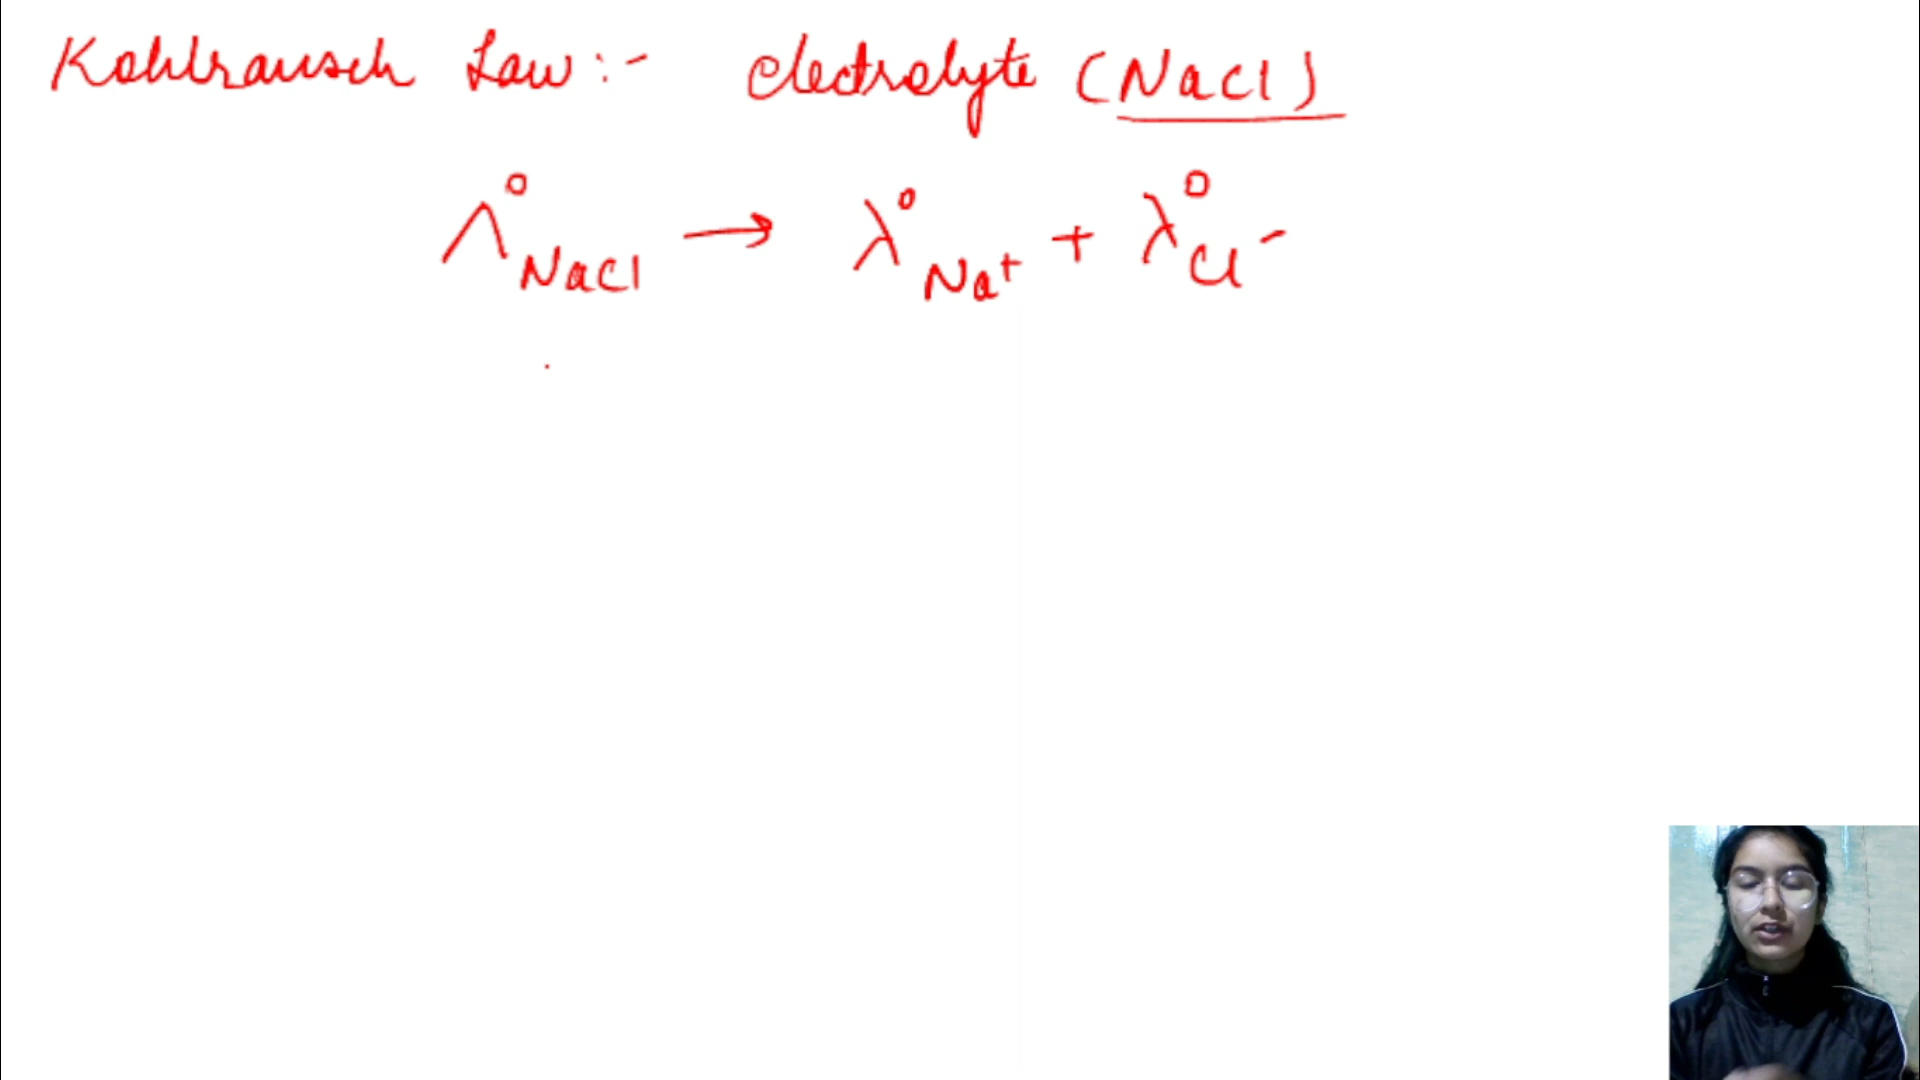 Kohlrausch Law :- electrolyte (NaCl)
Λ°NaCl → λ°Na+ + λ°Cl-